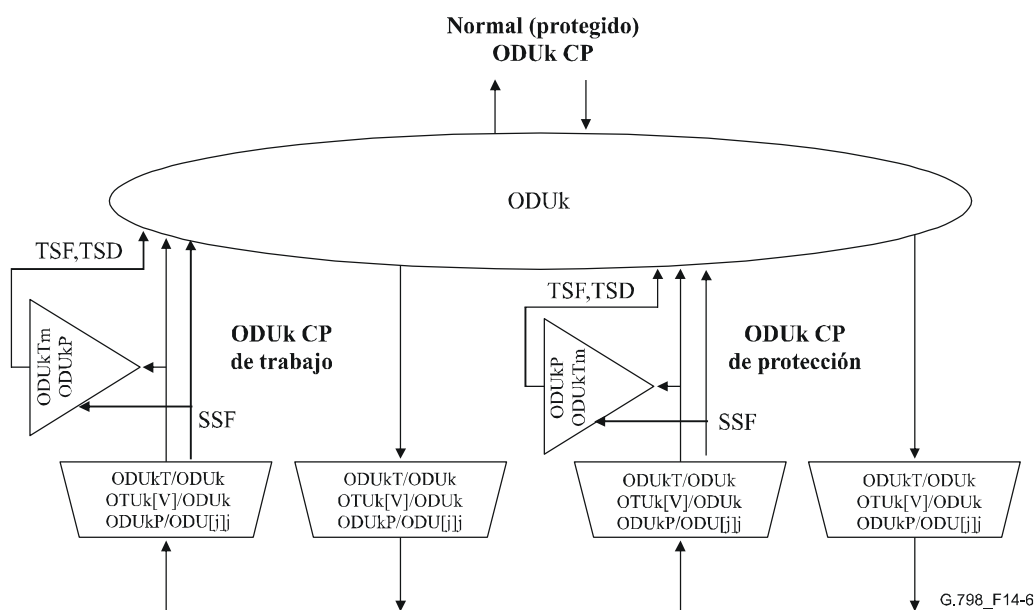 Normal (protegido)
ODUk CP
ODUk
TSF,TSD
TSF,TSD
ODUkTm
ODUkP
ODUk CP
de trabajo
ODUkP
ODUkTm
ODUk CP
de protección
SSF
SSF
ODUkT/ODUk
OTUk[V]/ODUk
ODUkP/ODU[j]j
ODUkT/ODUk
OTUk[V]/ODUk
ODUkP/ODU[j]j
ODUkT/ODUk
OTUk[V]/ODUk
ODUkP/ODU[j]j
ODUkT/ODUk
OTUk[V]/ODUk
ODUkP/ODU[j]j
G.798_F14-6